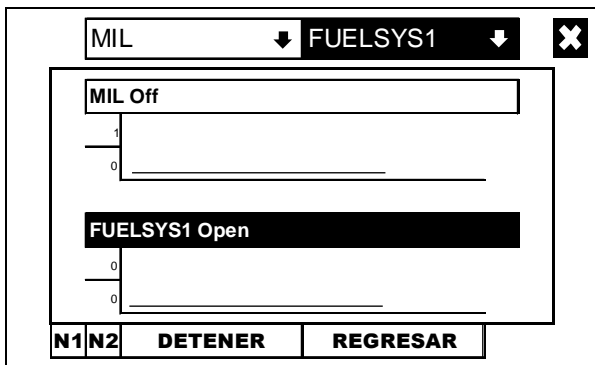 MIL FUELSYS1
MIL Off
1
0
FUELSYS1 Open
0
0
N1 N2 DETENER REGRESAR